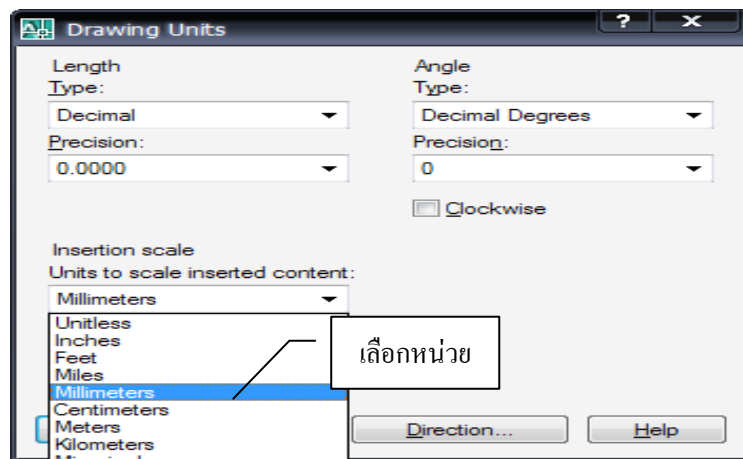 Drawing Units
? X
Length
Type:
Decimal
Precision:
0.0000
Angle
Type:
Decimal Degrees
Precision:
0
Clockwise
Insertion scale
Units to scale inserted content:
Millimeters
Unitless
Inches
Feet
Miles
Millimeters
Centimeters
Meters
Kilometers
เลือกหน่วย
Direction...
Help